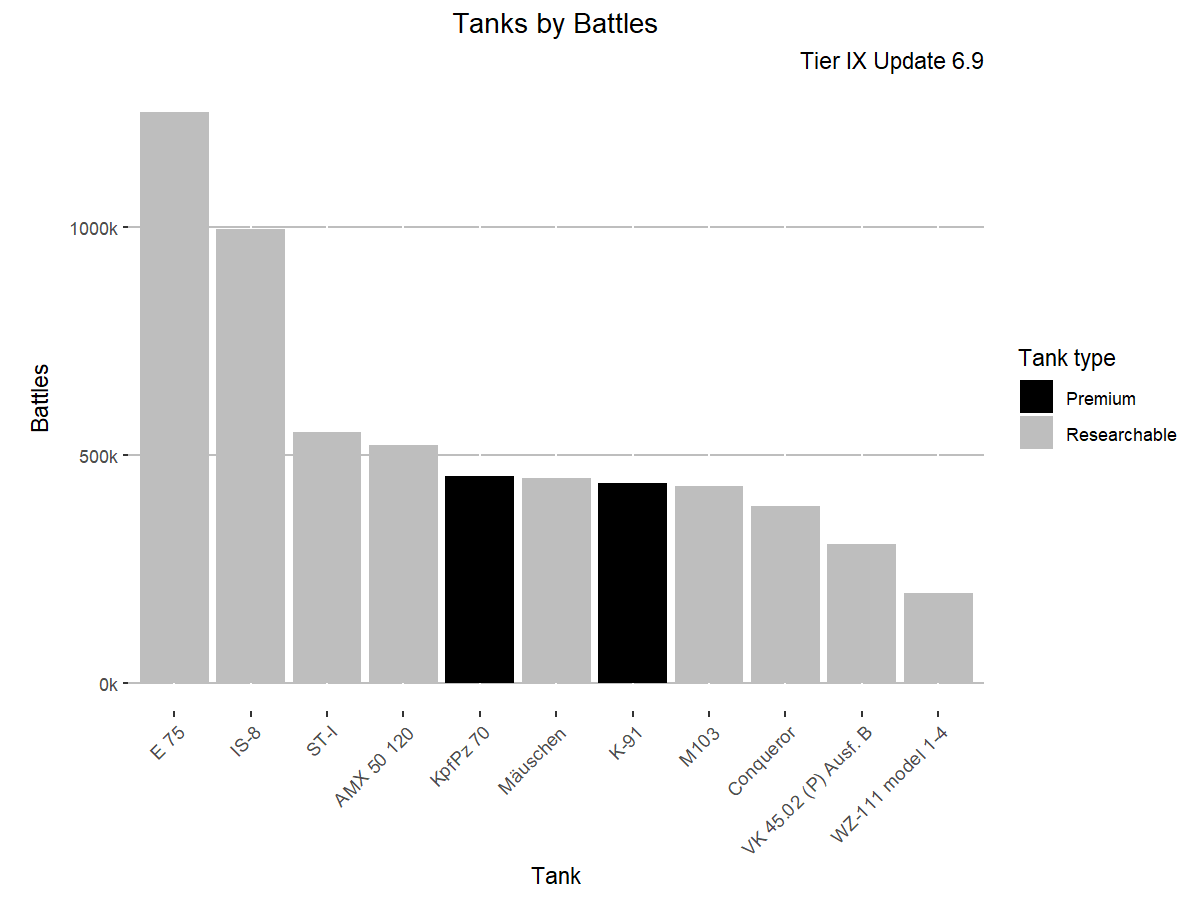 Tanks by Battles
Tier IX Update 6.9
1000k
500k
0k
Battles
E 75
IS-8
ST-I
AMX 50 120
KpfPz 70
Mäuschen
K-91
M103
Conqueror
VK 45.02 (P) Ausf. B
WZ-111 model 1-4
Tank
Tank type
Premium
Researchable